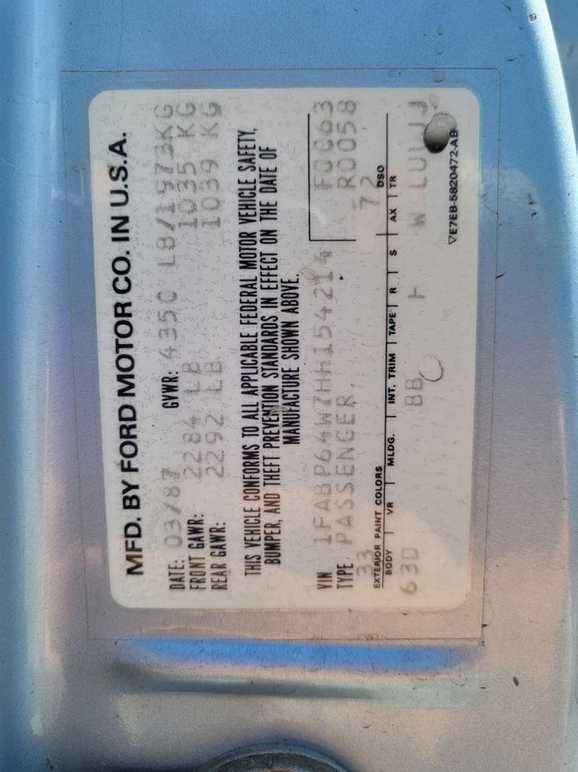 MFD. BY FORD MOTOR CO. IN U.S.A.
DATE: 03/87 GVWR: 4350 LB/1973KG
FRONT GAWR: 2284 LB 1035 KG
REAR GAWR: 2292 LB 1039 KG
THIS VEHICLE CONFORMS TO ALL APPLICABLE FEDERAL MOTOR VEHICLE SAFETY,
BUMPER, AND THEFT PREVENTION STANDARDS IN EFFECT ON THE DATE OF
MANUFACTURE SHOWN ABOVE.
VIN 1FABP64W7HH154214 F0063
TYPE PASSENGER. R0058
33 72
EXTERIOR PAINT COLORS DSO
BODY VR MLDG. INT. TRIM TAPE R S AX TR
63D BB W
▽E7EB-5820472-AB